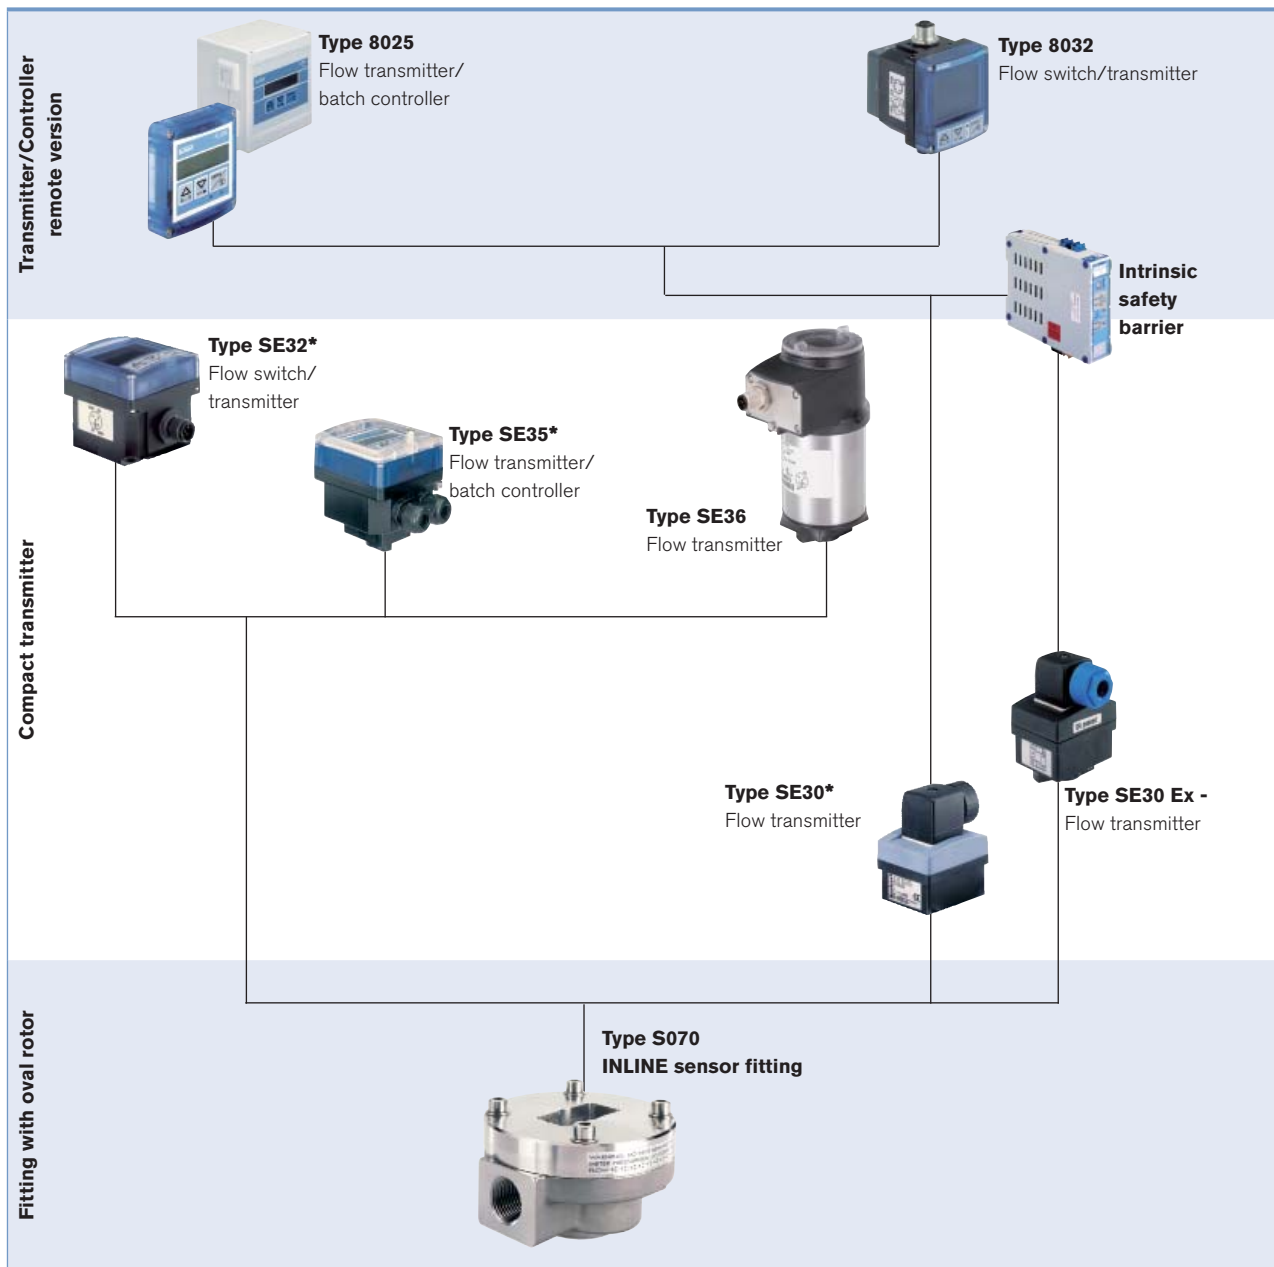 Transmitter/Controller
remote version
Type 8025
Flow transmitter/
batch controller
Type 8032
Flow switch/transmitter
Intrinsic
safety
barrier
Compact transmitter
Type SE32*
Flow switch/
transmitter
Type SE35*
Flow transmitter/
batch controller
Type SE36
Flow transmitter
Type SE30*
Flow transmitter
Type SE30 Ex -
Flow transmitter
Fitting with oval rotor
Type S070
INLINE sensor fitting